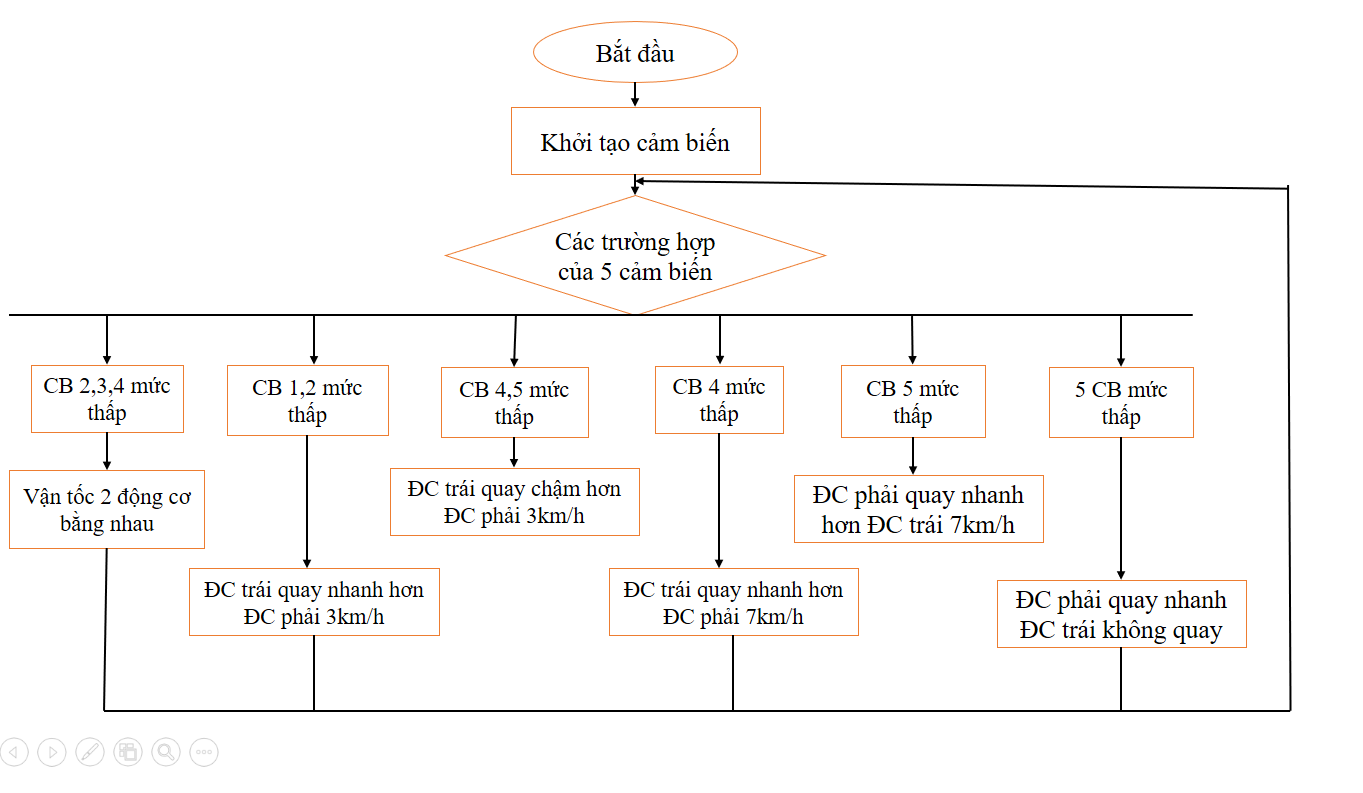 Bắt đầu
Khởi tạo cảm biến
Các trường hợp
của 5 cảm biến
CB 2,3,4 mức
thấp
CB 1,2 mức
thấp
CB 4,5 mức
thấp
CB 4 mức
thấp
CB 5 mức
thấp
5 CB mức
thấp
Vận tốc 2 động cơ
bằng nhau
ĐC trái quay chậm hơn
ĐC phải 3km/h
ĐC phải quay nhanh
hơn ĐC trái 7km/h
ĐC trái quay nhanh hơn
ĐC phải 3km/h
ĐC trái quay nhanh hơn
ĐC phải 7km/h
ĐC phải quay nhanh
ĐC trái không quay